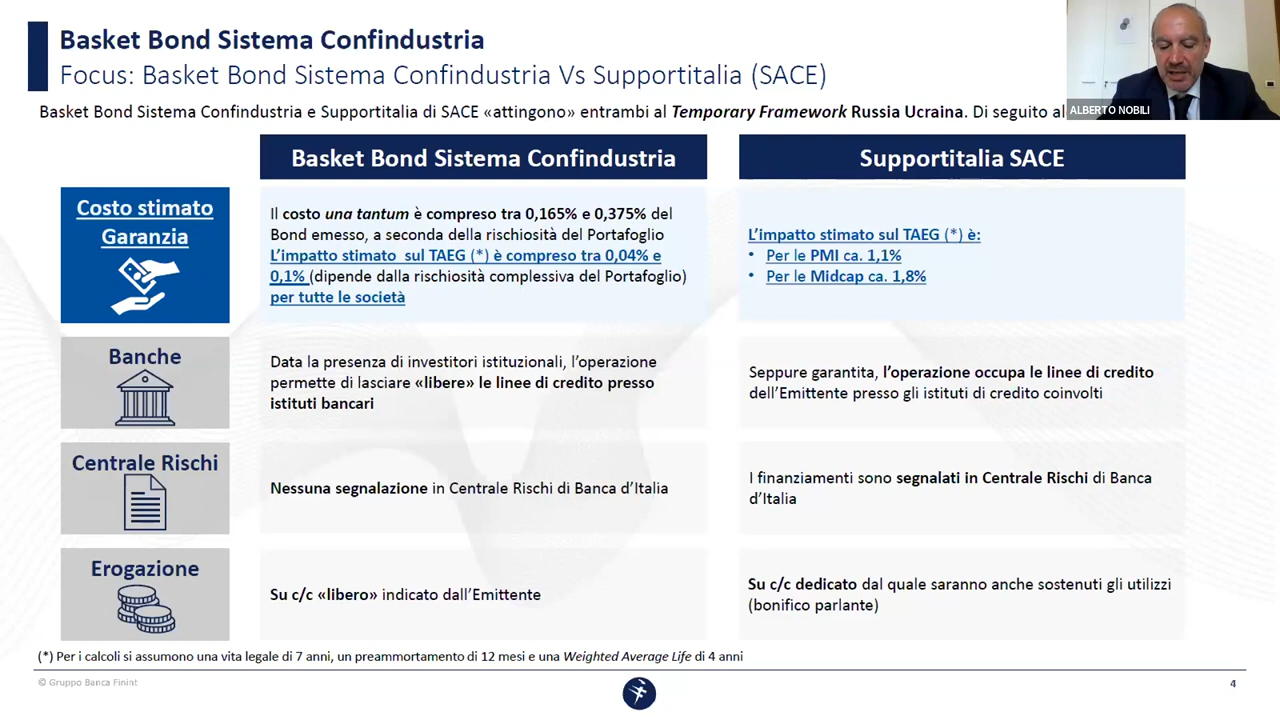 Basket Bond Sistema Confindustria
Focus: Basket Bond Sistema Confindustria Vs Supportitalia (SACE)
Basket Bond Sistema Confindustria e Supportitalia di SACE «attingono» entrambi al Temporary Framework Russia Ucraina. Di seguito al
ALBERTO NOBILI
Basket Bond Sistema Confindustria
Supportitalia SACE
Costo stimato
Garanzia
Il costo una tantum è compreso tra 0,165% e 0,375% del
Bond emesso, a seconda della rischiosità del Portafoglio
L’impatto stimato sul TAEG (*) è compreso tra 0,04% e
0,1% (dipende dalla rischiosità complessiva del Portafoglio)
per tutte le società
L’impatto stimato sul TAEG (*) è:
• Per le PMI ca. 1,1%
• Per le Midcap ca. 1,8%
Banche
Data la presenza di investitori istituzionali, l’operazione
permette di lasciare «libere» le linee di credito presso
istituti bancari
Seppure garantita, l’operazione occupa le linee di credito
dell’Emittente presso gli istituti di credito coinvolti
Centrale Rischi
Nessuna segnalazione in Centrale Rischi di Banca d’Italia
I finanziamenti sono segnalati in Centrale Rischi di Banca
d’Italia
Erogazione
Su c/c «libero» indicato dall’Emittente
Su c/c dedicato dal quale saranno anche sostenuti gli utilizzi
(bonifico parlante)
(*) Per i calcoli si assumono una vita legale di 7 anni, un preammortamento di 12 mesi e una Weighted Average Life di 4 anni
© Gruppo Banca Finint
4